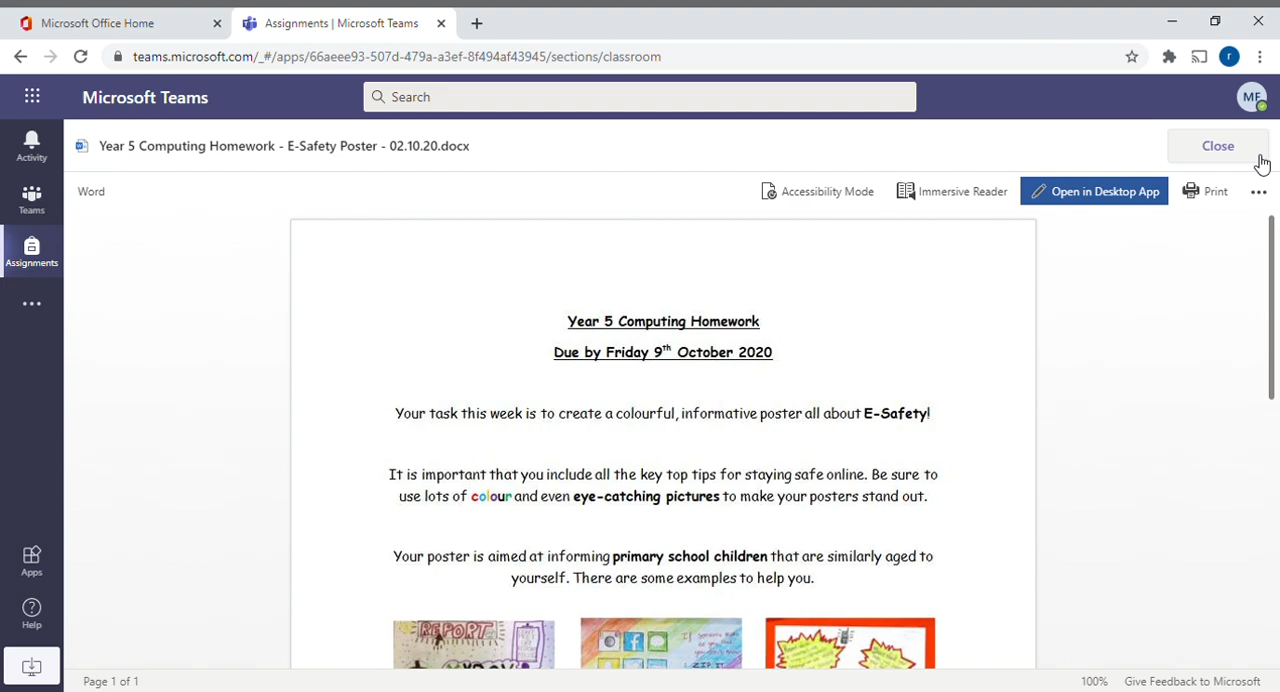 Microsoft Office Home
Assignments | Microsoft Teams
teams.microsoft.com/_#/apps/66aeee93-507d-479a-a3ef-8f494af43945/sections/classroom
r
Microsoft Teams
Search
MF
Activity
Teams
Assignments
Apps
Help
Year 5 Computing Homework - E-Safety Poster - 02.10.20.docx
Close
Word
Accessibility Mode
Immersive Reader
Open in Desktop App
Print
Year 5 Computing Homework
Due by Friday 9th October 2020
Your task this week is to create a colourful, informative poster all about E-Safety!
It is important that you include all the key top tips for staying safe online. Be sure to
use lots of colour and even eye-catching pictures to make your posters stand out.
Your poster is aimed at informing primary school children that are similarly aged to
yourself. There are some examples to help you.
REPORT
Page 1 of 1
100%
Give Feedback to Microsoft